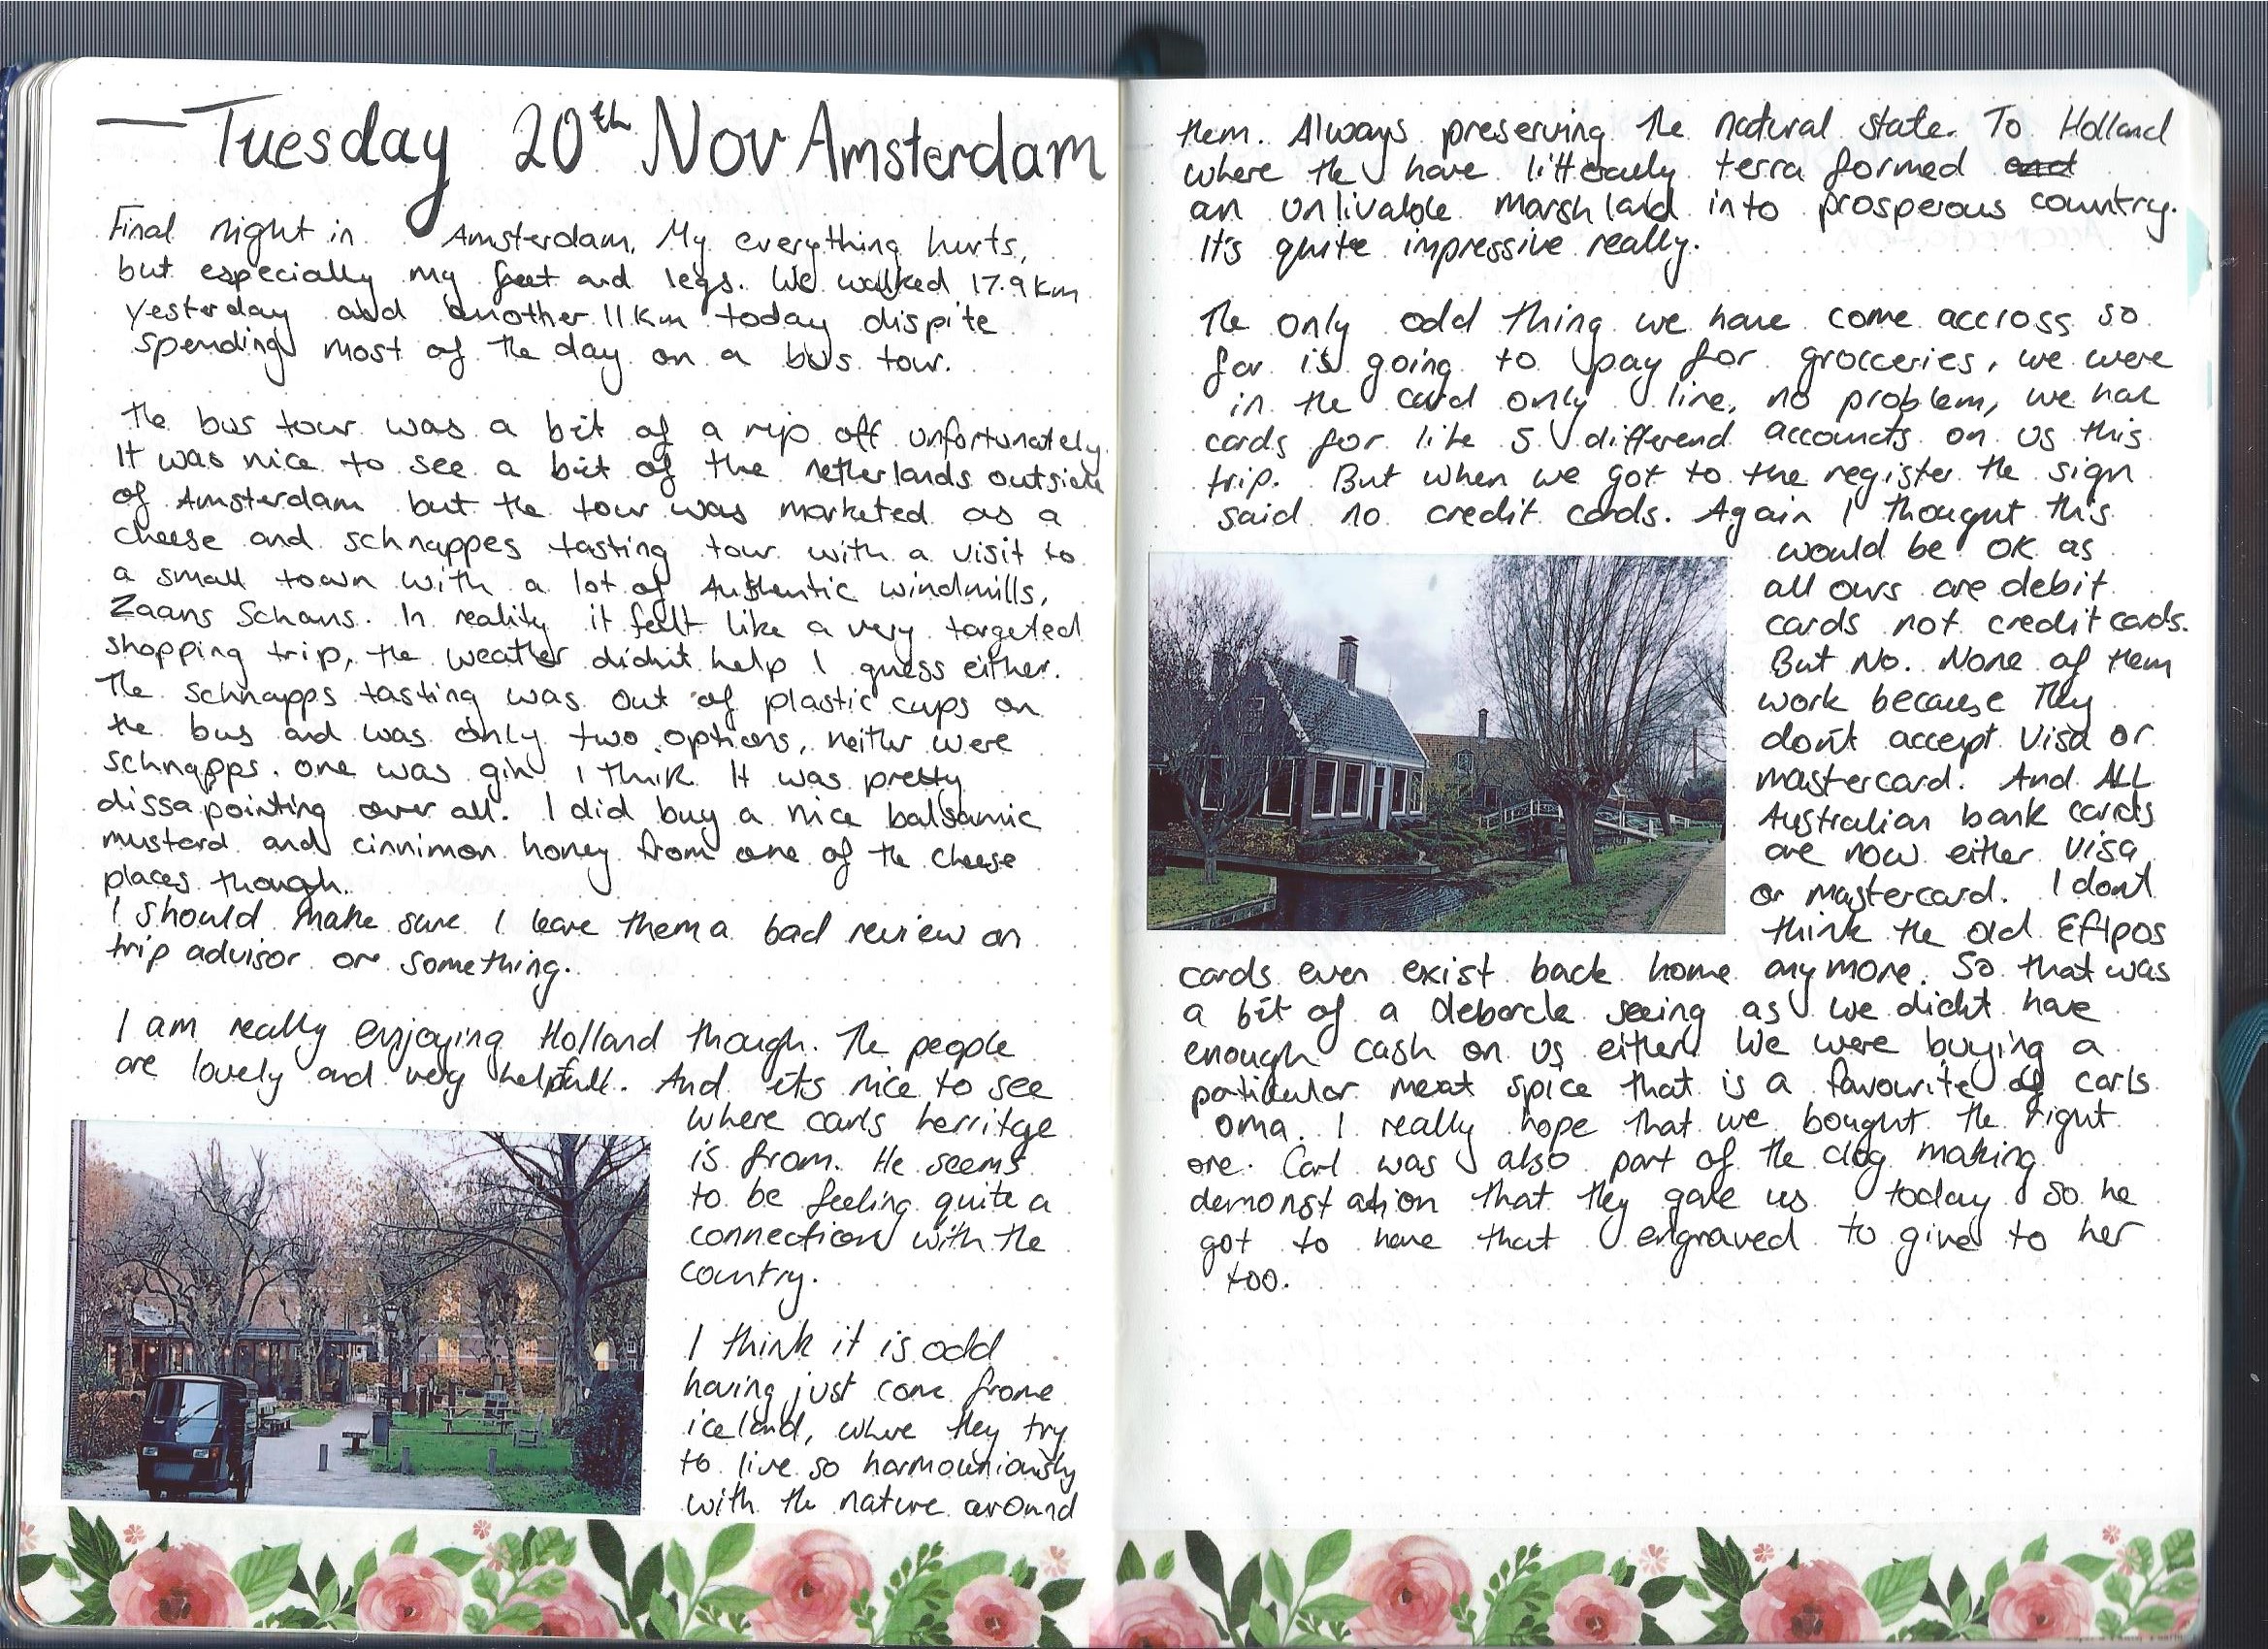 — Tuesday 20th Nov Amsterdam
Final night in Amsterdam. My everything hurts,
but especially my feet and legs. We walked 17.9km
yesterday and another 11km today dispite
spending most of the day on a bus tour.
The bus tour was a bit of a rip off unfortunately.
It was nice to see a bit of the netherlands outside
of Amsterdam but the tour was marketed as a
cheese and schnappes tasting tour with a visit to
a small town with a lot of Authentic windmills,
Zaans Schans. In reality it felt like a very targeted
shopping trip, the weather didn't help I guess either.
The schnapps tasting was out of plastic cups on
the bus and was only two options, neither were
schnapps. one was gin I think. It was pretty
dissapointing over all. I did buy a nice balsamic
mustard and cinnimon honey from one of the cheese
places though.
I should make sure I leave them a bad review on
trip advisor or something.
I am really enjoying Holland though. The people
are lovely and very helpfull. And its nice to see
where carls herritge
is from. He seems
to be feeling quite a
connection with the
country.
I think it is odd
having just come frome
iceland, where they try
to live so harmouniously
with the nature around
them. Always preserving the natural state. To Holland
where the have litteraly terra formed and
an unlivable marsh land into prosperous country.
It's quite impressive really.
The only odd thing we have come accross so
far is going to pay for grocceries, we were
in the card only line, no problem, we had
cards for like 5 differend accounts on us this
trip. But when we got to the register the sign
said no credit cards. Again I thought this
would be ok as
all ours are debit
cards not credit cards.
But no. None of them
work because they
don't accept visa or
mastercard. And ALL
Australian bank cards
are now either visa
or mastercard. I dont
think the old Eftpos
cards even exist back home anymore. So that was
a bit of a debarcle seeing as we didnt have
enough cash on us either. We were buying a
particular meat spice that is a favourite of carls
oma. I really hope that we bought the right
one. Carl was also part of the clog making
demonstation that they gave us today so he
got to have that engraved to give to her
too.